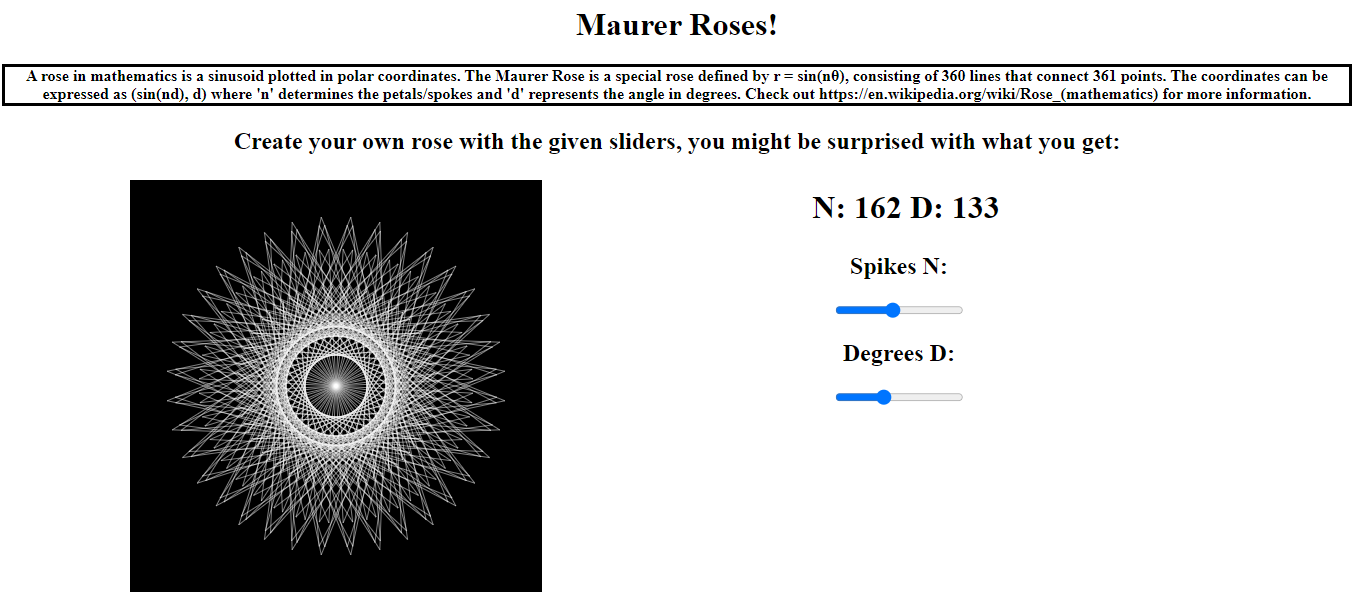 Maurer Roses!
A rose in mathematics is a sinusoid plotted in polar coordinates. The Maurer Rose is a special rose defined by r = sin(nθ), consisting of 360 lines that connect 361 points. The coordinates can be
expressed as (sin(nd), d) where 'n' determines the petals/spokes and 'd' represents the angle in degrees. Check out https://en.wikipedia.org/wiki/Rose_(mathematics) for more information.
Create your own rose with the given sliders, you might be surprised with what you get:
N: 162 D: 133
Spikes N:
Degrees D: